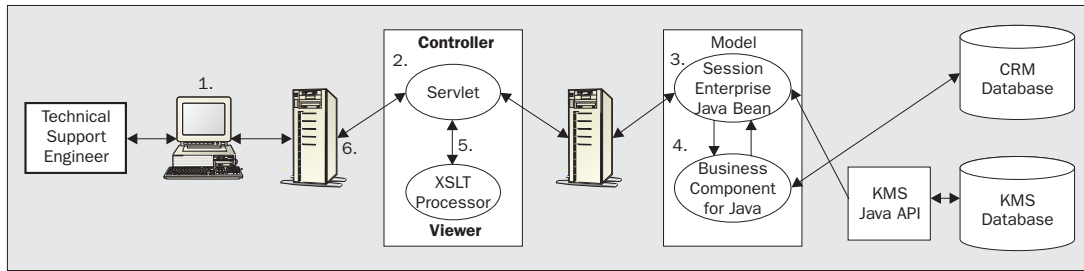 1.
Technical
Support
Engineer
6.
Controller
2.
Servlet
5.
XSLT
Processor
Viewer
Model
3.
Session
Enterprise
Java Bean
4.
Business
Component
for Java
KMS
Java API
CRM
Database
KMS
Database